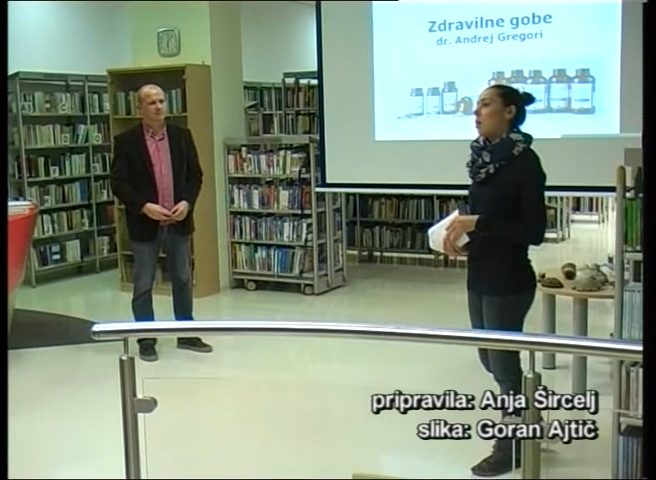 Zdravilne gobe
dr. Andrej Gregori
pripravila: Anja Šircelj
slika: Goran Ajtič